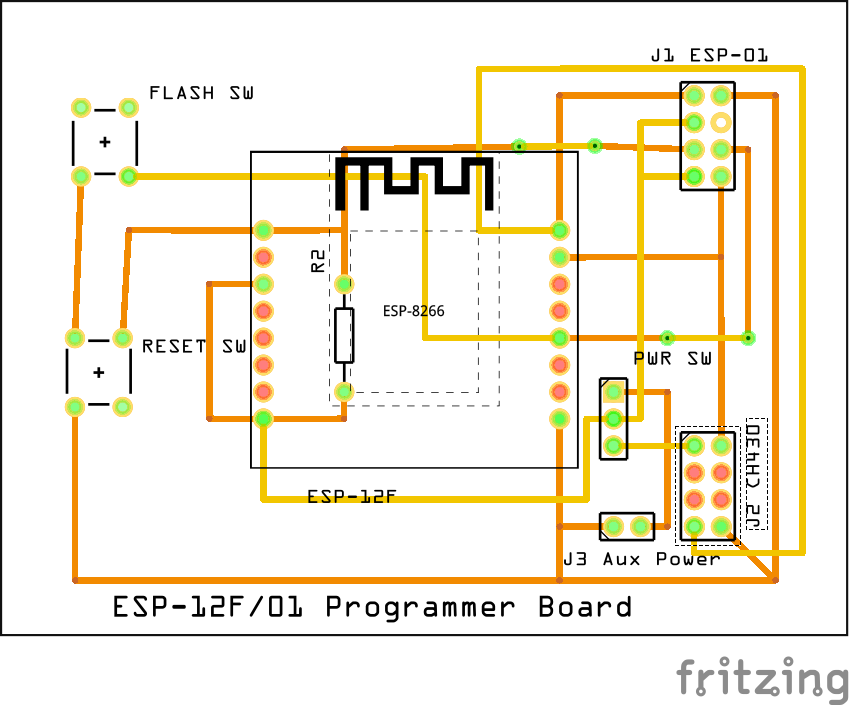 J1 ESP-01
FLASH SW
R2
ESP-8266
RESET SW
PWR SW
J2 CH430
ESP-12F
J3 Aux Power
ESP-12F/01 Programmer Board
fritzing